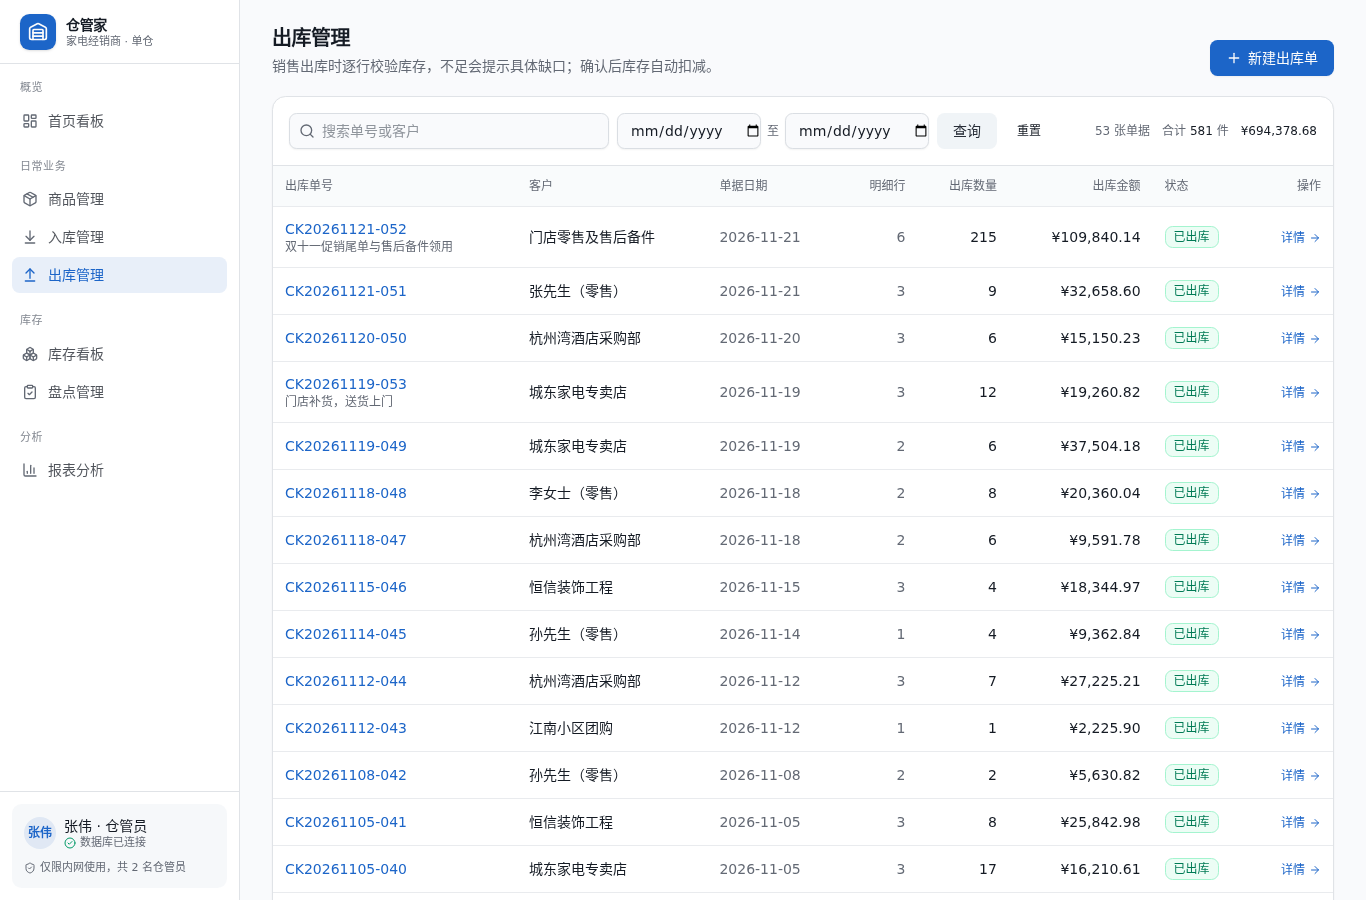 仓管家
家电经销商 · 单仓
概览
首页看板
日常业务
商品管理
入库管理
出库管理
库存
库存看板
盘点管理
分析
报表分析
张伟
张伟 · 仓管员
数据库已连接
仅限内网使用，共 2 名仓管员
出库管理
销售出库时逐行校验库存，不足会提示具体缺口；确认后库存自动扣减。
新建出库单
搜索单号或客户 mm/dd/yyyy 至 mm/dd/yyyy 查询 重置 53 张单据 合计 581 件 ¥694,378.68
出库单号 客户 单据日期 明细行 出库数量 出库金额 状态 操作
CK20261121-052 门店零售及售后备件 2026-11-21 6 215 ¥109,840.14 已出库 详情
双十一促销尾单与售后备件领用
CK20261121-051 张先生（零售） 2026-11-21 3 9 ¥32,658.60 已出库 详情
CK20261120-050 杭州湾酒店采购部 2026-11-20 3 6 ¥15,150.23 已出库 详情
CK20261119-053 城东家电专卖店 2026-11-19 3 12 ¥19,260.82 已出库 详情
门店补货，送货上门
CK20261119-049 城东家电专卖店 2026-11-19 2 6 ¥37,504.18 已出库 详情
CK20261118-048 李女士（零售） 2026-11-18 2 8 ¥20,360.04 已出库 详情
CK20261118-047 杭州湾酒店采购部 2026-11-18 2 6 ¥9,591.78 已出库 详情
CK20261115-046 恒信装饰工程 2026-11-15 3 4 ¥18,344.97 已出库 详情
CK20261114-045 孙先生（零售） 2026-11-14 1 4 ¥9,362.84 已出库 详情
CK20261112-044 杭州湾酒店采购部 2026-11-12 3 7 ¥27,225.21 已出库 详情
CK20261112-043 江南小区团购 2026-11-12 1 1 ¥2,225.90 已出库 详情
CK20261108-042 孙先生（零售） 2026-11-08 2 2 ¥5,630.82 已出库 详情
CK20261105-041 恒信装饰工程 2026-11-05 3 8 ¥25,842.98 已出库 详情
CK20261105-040 城东家电专卖店 2026-11-05 3 17 ¥16,210.61 已出库 详情